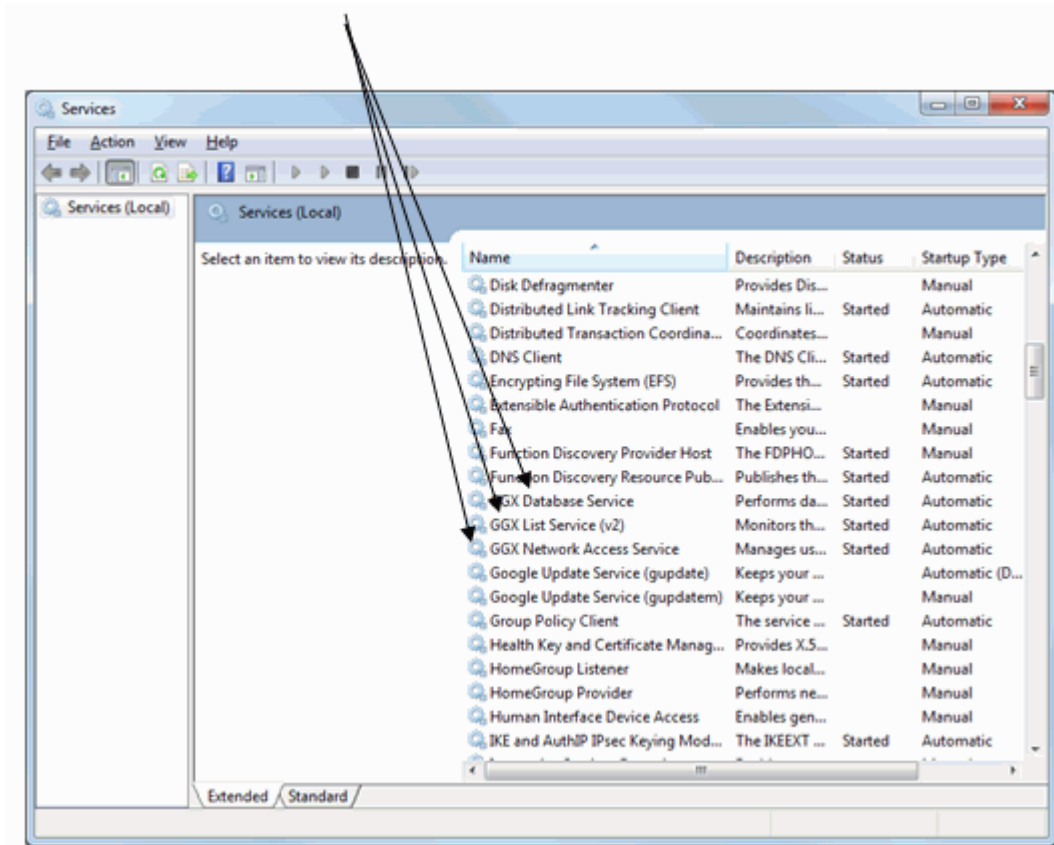 Services
File Action View Help
Services (Local)
Services (Local)
Select an item to view its description.
Name Description Status Startup Type
Disk Defragmenter Provides Dis... Manual
Distributed Link Tracking Client Maintains li... Started Automatic
Distributed Transaction Coordina... Coordinates... Manual
DNS Client The DNS Cli... Started Automatic
Encrypting File System (EFS) Provides th... Started Automatic
Extensible Authentication Protocol The Extensi... Manual
Fax Enables you... Manual
Function Discovery Provider Host The FDPHO... Started Manual
Function Discovery Resource Pub... Publishes th... Started Automatic
GGX Database Service Performs da... Started Automatic
GGX List Service (v2) Monitors th... Started Automatic
GGX Network Access Service Manages us... Started Automatic
Google Update Service (gupdate) Keeps your ... Automatic (D...
Google Update Service (gupdatem) Keeps your ... Manual
Group Policy Client The service ... Started Automatic
Health Key and Certificate Manag... Provides X.5... Manual
HomeGroup Listener Makes local... Manual
HomeGroup Provider Performs ne... Manual
Human Interface Device Access Enables gen... Manual
IKE and AuthIP IPsec Keying Mod... The IKEEXT ... Started Automatic
Extended Standard